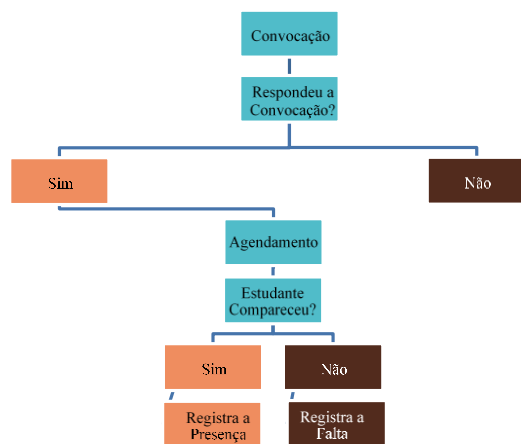 Convocação
Respondeu a
Convocação?
Sim
Não
Agendamento
Estudante
Compareceu?
Sim
Não
Registra a
Presença
Registra a
Falta